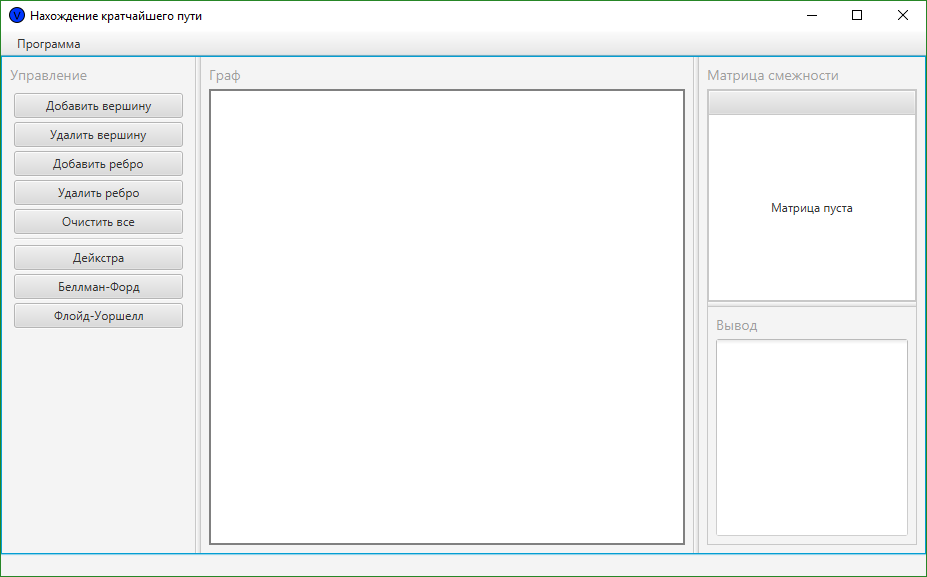 V
Нахождение кратчайшего пути
Программа
Управление
Добавить вершину
Удалить вершину
Добавить ребро
Удалить ребро
Очистить все
Дейкстра
Беллман-Форд
Флойд-Уоршелл
Граф
Матрица смежности
Матрица пуста
Вывод